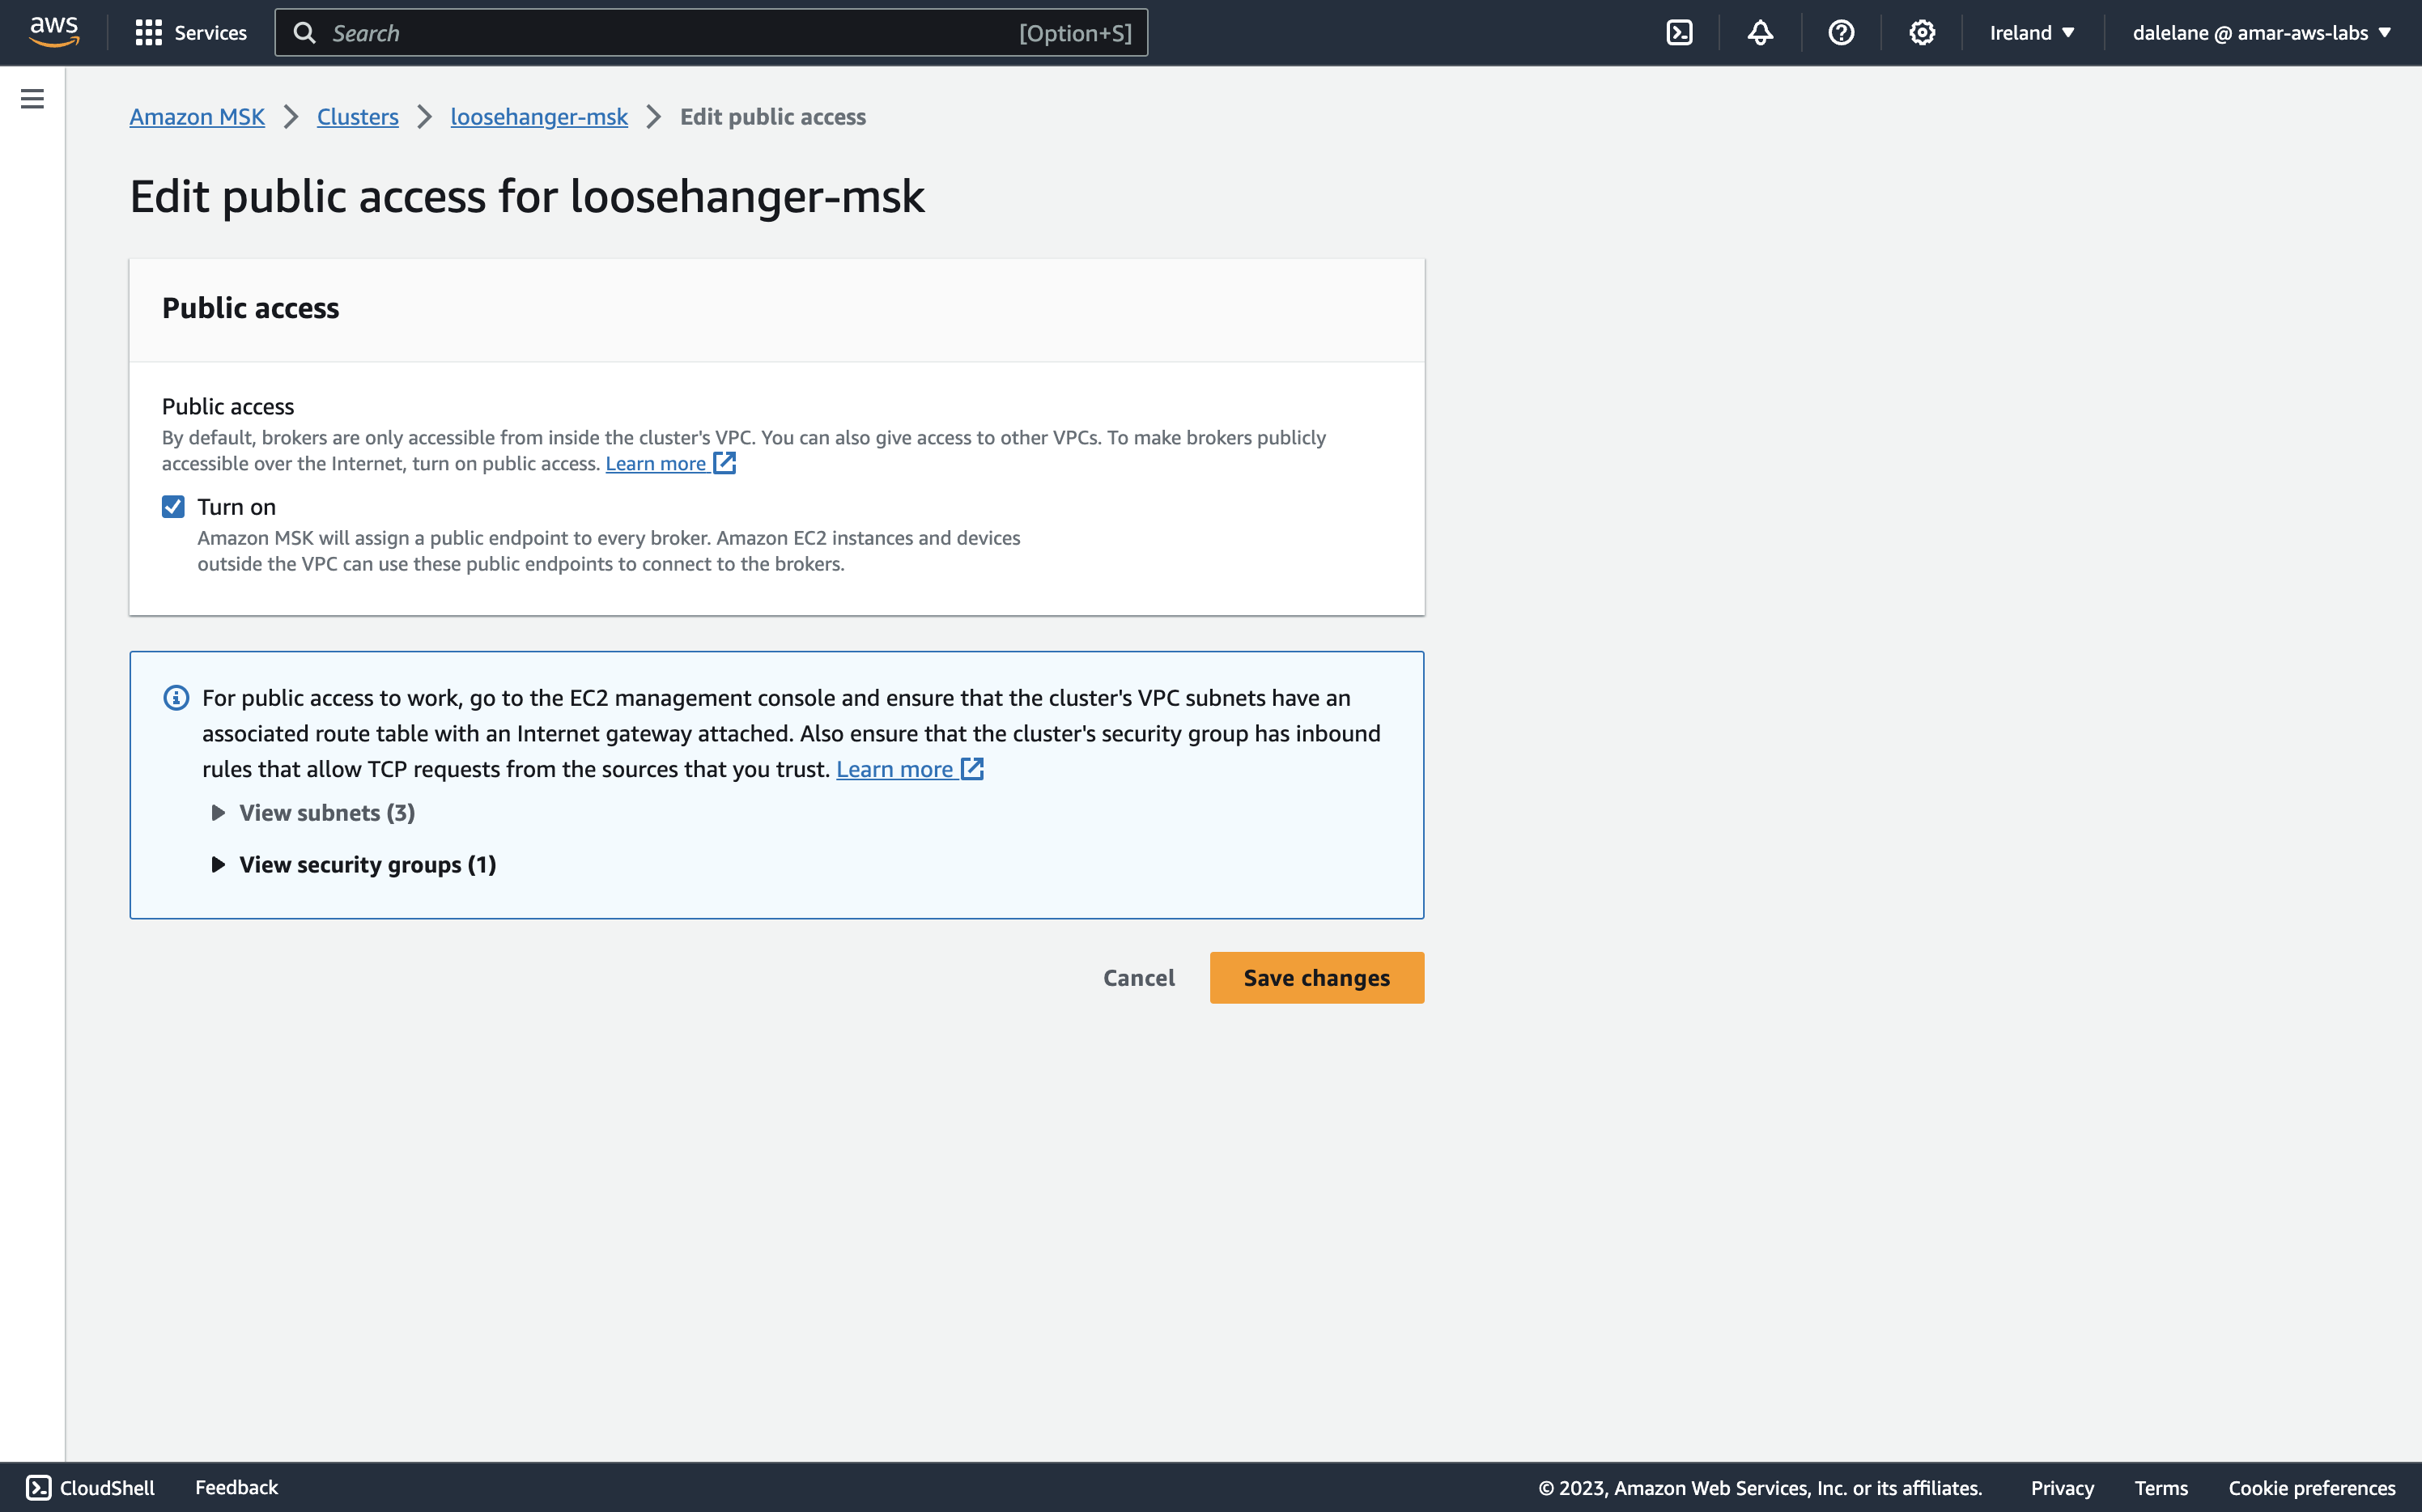 aws
Services
Search
[Option+S]
Ireland
dalelane @ amar-aws-labs
Amazon MSK
Clusters
loosehanger-msk
Edit public access
Edit public access for loosehanger-msk
Public access
Public access
By default, brokers are only accessible from inside the cluster's VPC. You can also give access to other VPCs. To make brokers publicly
accessible over the Internet, turn on public access. Learn more
Turn on
Amazon MSK will assign a public endpoint to every broker. Amazon EC2 instances and devices
outside the VPC can use these public endpoints to connect to the brokers.
For public access to work, go to the EC2 management console and ensure that the cluster's VPC subnets have an
associated route table with an Internet gateway attached. Also ensure that the cluster's security group has inbound
rules that allow TCP requests from the sources that you trust. Learn more
View subnets (3)
View security groups (1)
Cancel
Save changes
CloudShell
Feedback
© 2023, Amazon Web Services, Inc. or its affiliates.
Privacy
Terms
Cookie preferences